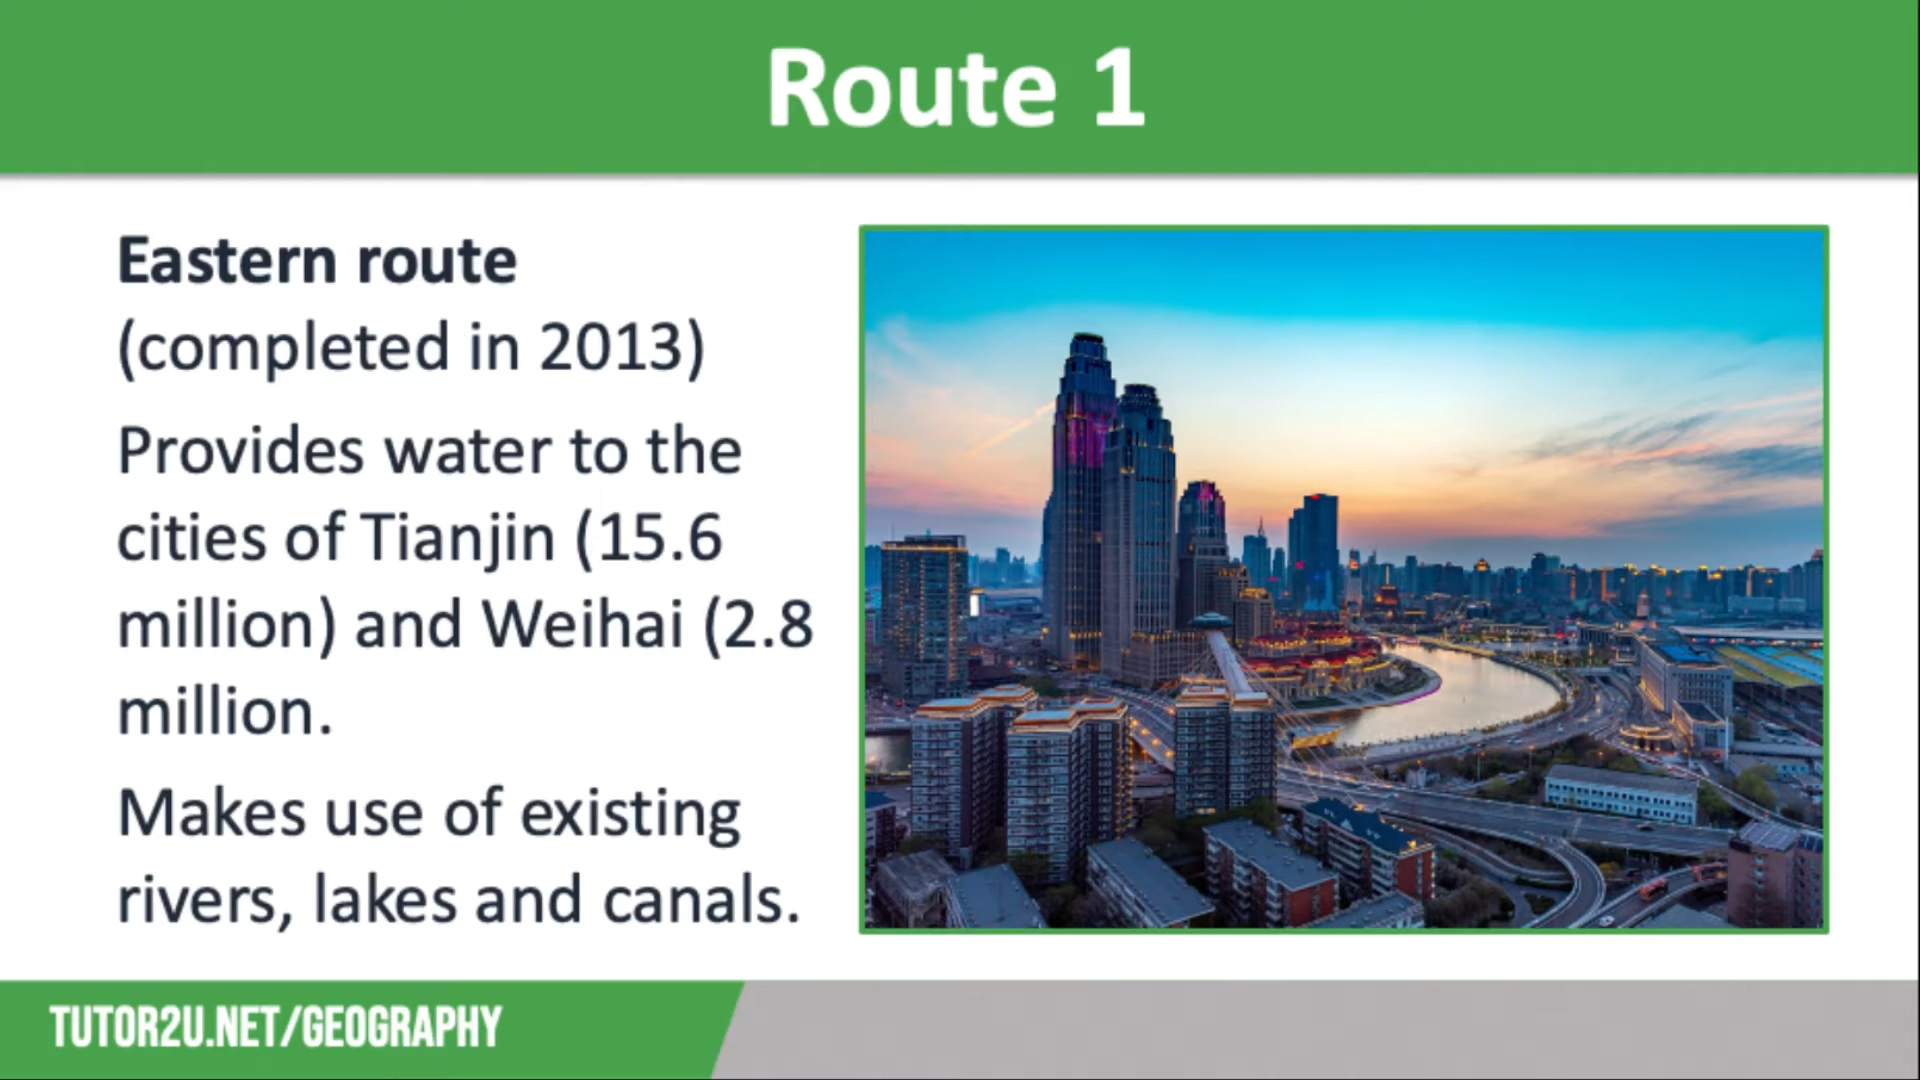 Route 1
Eastern route
(completed in 2013)
Provides water to the
cities of Tianjin (15.6
million) and Weihai (2.8
million.
Makes use of existing
rivers, lakes and canals.
TUTOR2U.NET/GEOGRAPHY